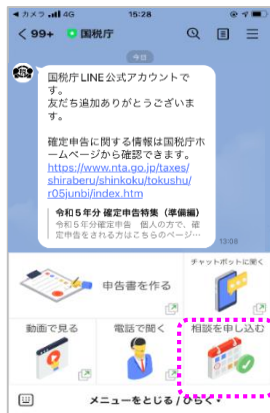 ◀カメラ 4G 15:28
99+ 国税庁
今日
国税庁LINE公式アカウントで
す。
友だち追加ありがとうございま
す。
確定申告に関する情報は国税庁ホ
ームページから確認できます。
https://www.nta.go.jp/taxes/
shiraberu/shinkoku/tokushu/
r05junbi/index.htm
令和5年分 確定申告特集（準備編）
令和5年分確定申告 個人の方で、確
定申告をされる方はこちらのページ…
13:08
申告書を作る
チャットボットに聞く
動画で見る
電話で聞く
相談を申し込む
メニューをとじる/ひらく▾